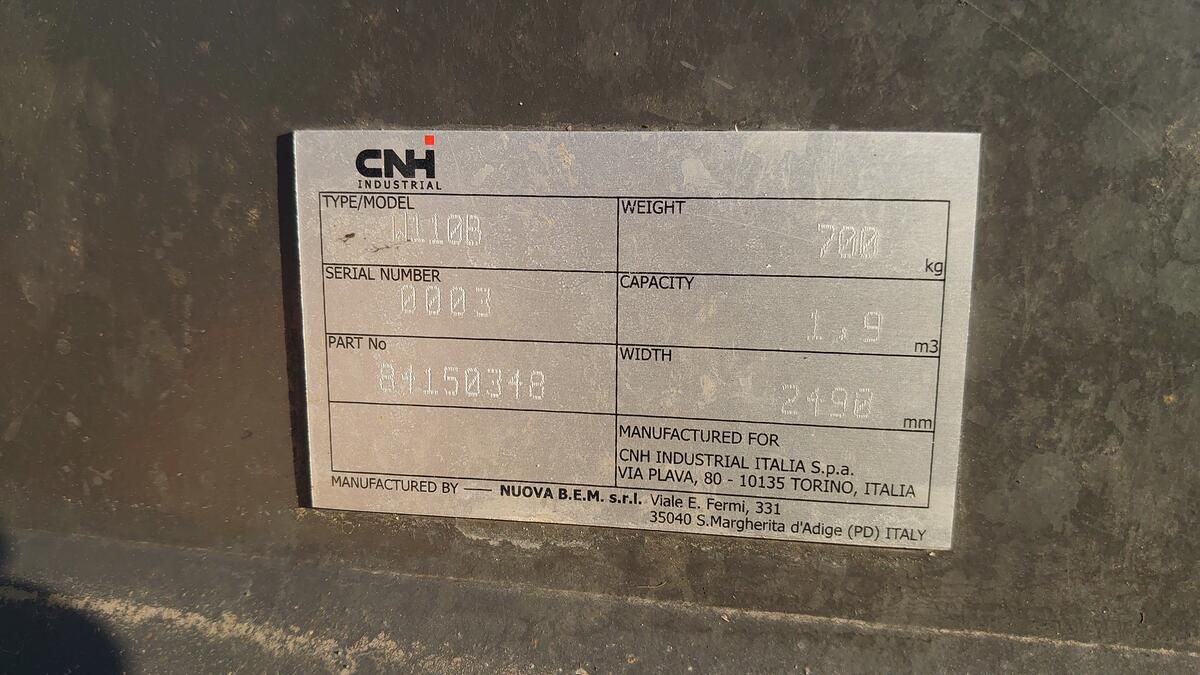 CNH
INDUSTRIAL
TYPE/MODEL
W110B
WEIGHT
700
kg
SERIAL NUMBER
0003
CAPACITY
1,9
m3
PART No
84150348
WIDTH
2490
mm
MANUFACTURED FOR
CNH INDUSTRIAL ITALIA S.p.a.
VIA PLAVA, 80 - 10135 TORINO, ITALIA
MANUFACTURED BY — NUOVA B.E.M. s.r.l. Viale E. Fermi, 331
35040 S.Margherita d'Adige (PD) ITALY